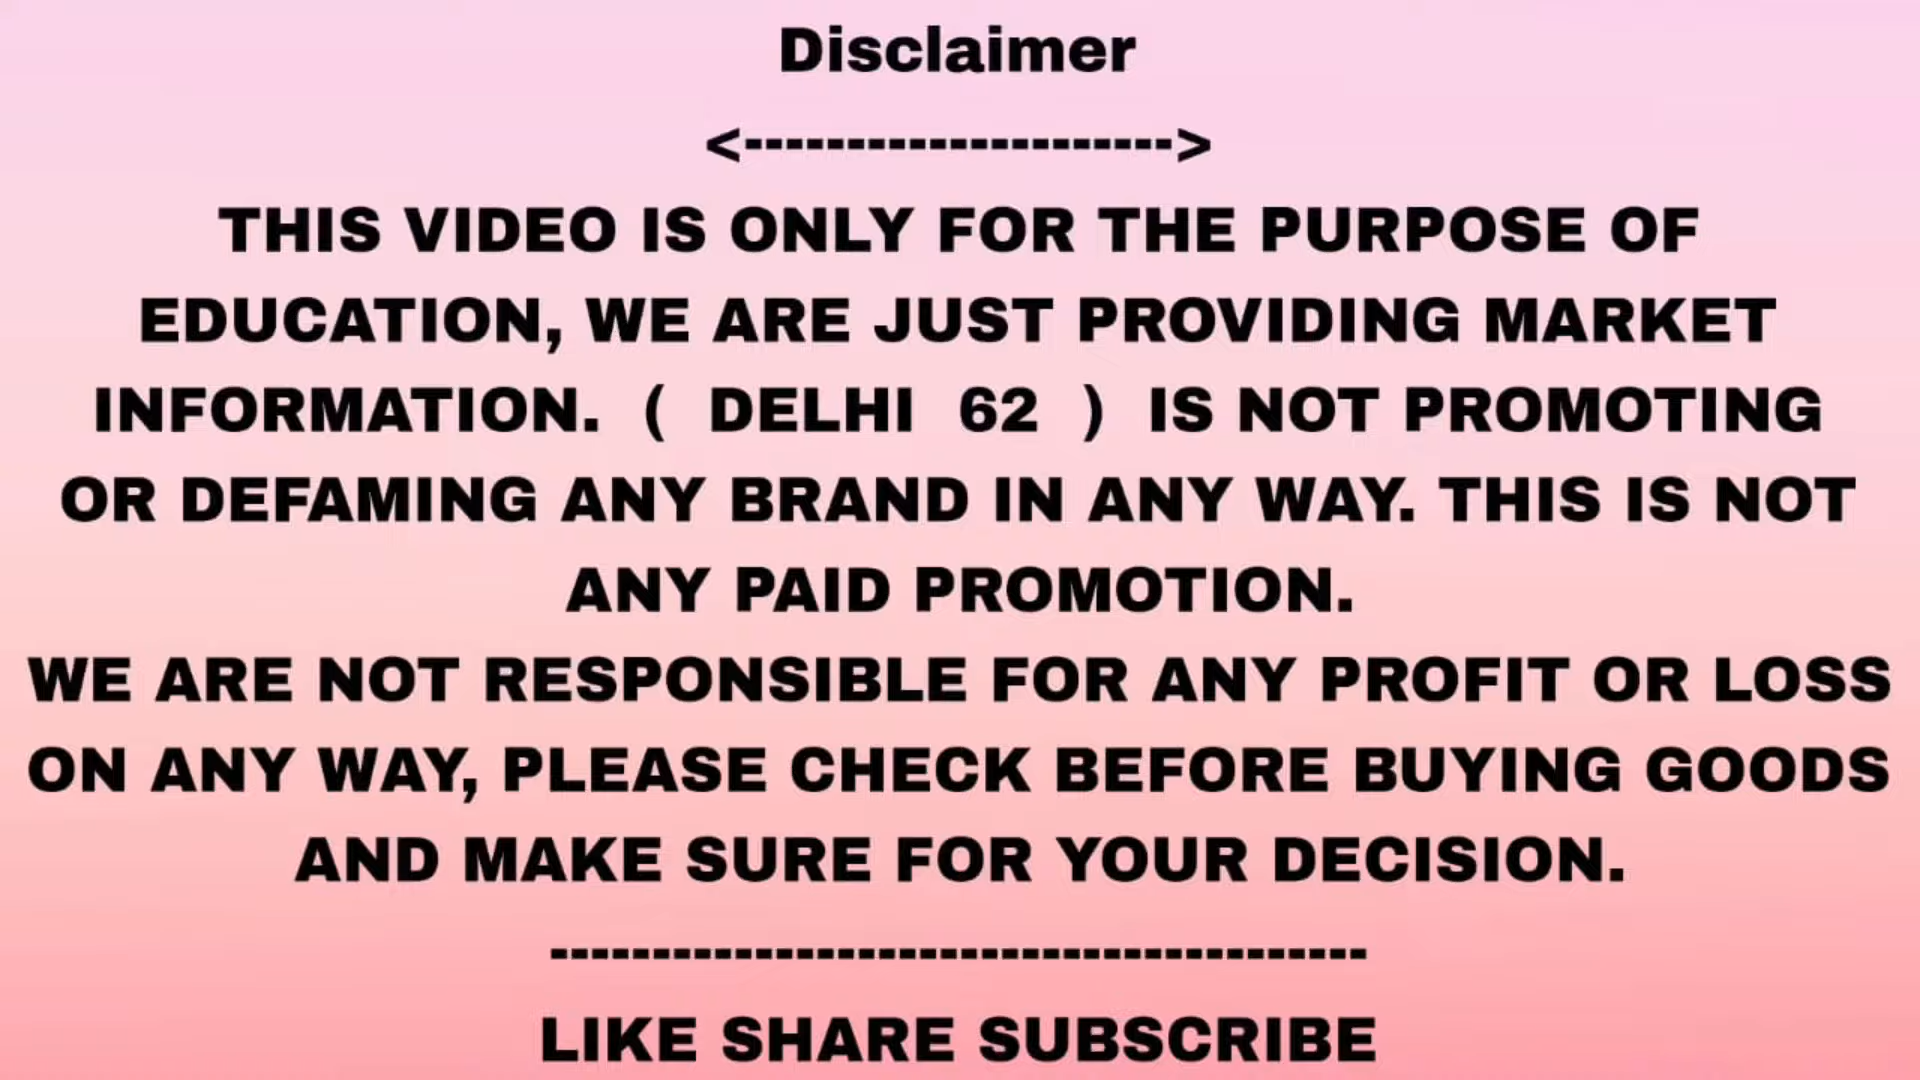 Disclaimer
<--------------------->
THIS VIDEO IS ONLY FOR THE PURPOSE OF
EDUCATION, WE ARE JUST PROVIDING MARKET
INFORMATION. ( DELHI 62 ) IS NOT PROMOTING
OR DEFAMING ANY BRAND IN ANY WAY. THIS IS NOT
ANY PAID PROMOTION.
WE ARE NOT RESPONSIBLE FOR ANY PROFIT OR LOSS
ON ANY WAY, PLEASE CHECK BEFORE BUYING GOODS
AND MAKE SURE FOR YOUR DECISION.
----------------------------------------
LIKE SHARE SUBSCRIBE